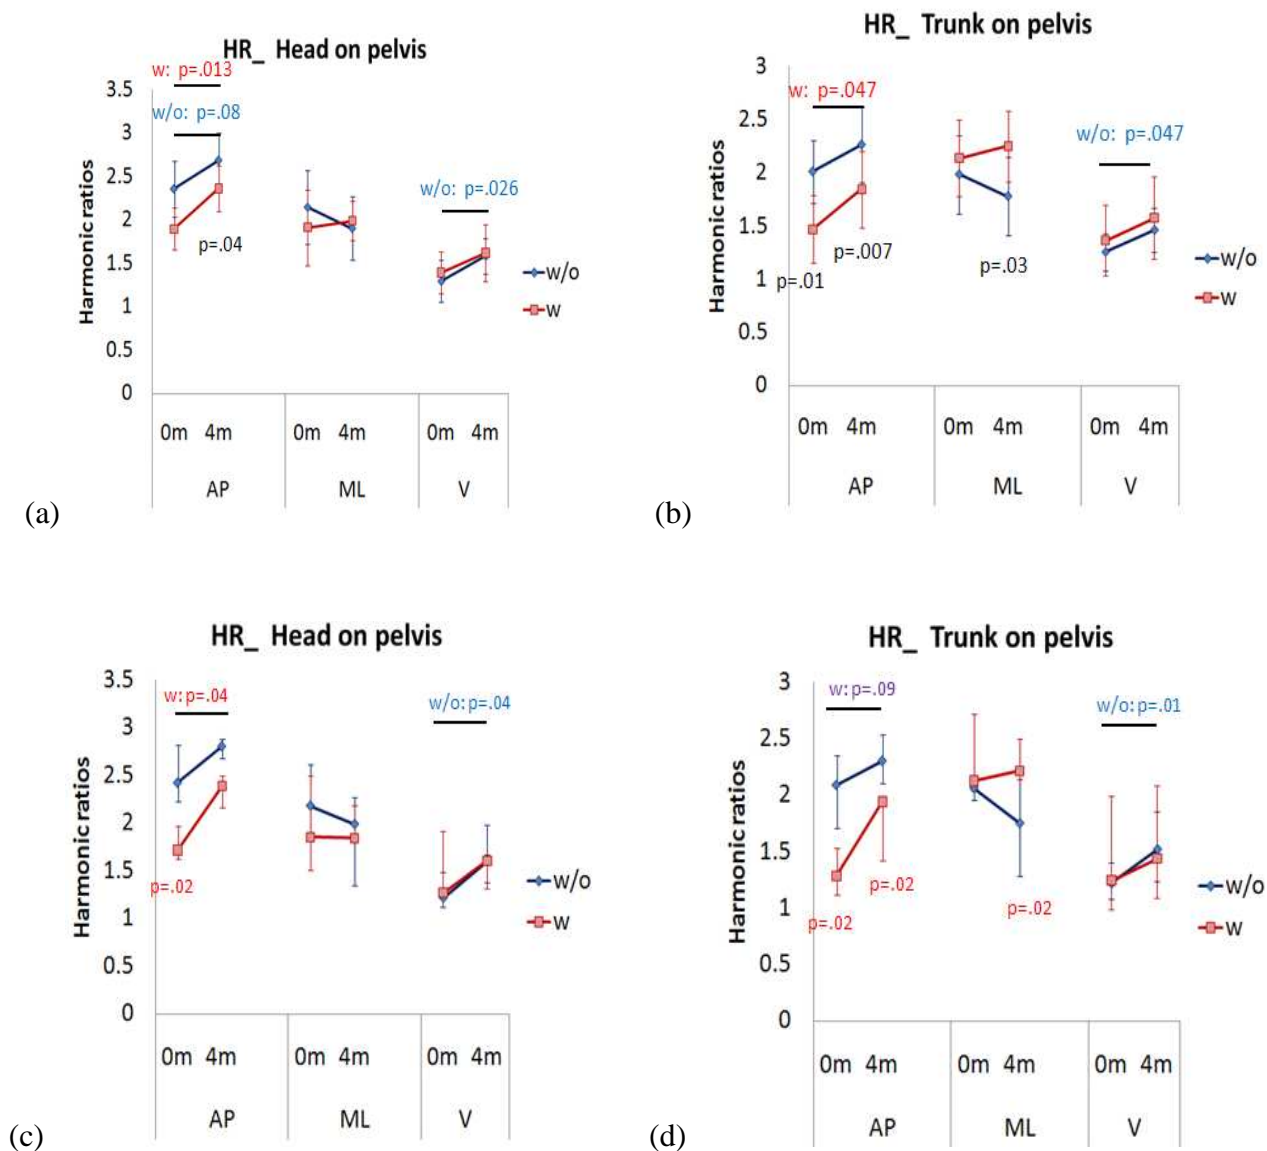 HR_ Head on pelvis
w: p=.013
w/o: p=.08
w/o: p=.026
p=.04
Harmonic ratios
3.5
3
2.5
2
1.5
1
0.5
0
w/o
w
0m 4m 0m 4m 0m 4m
AP ML V
(a)
HR_ Trunk on pelvis
w: p=.047
w/o: p=.047
p=.01
p=.007
p=.03
Harmonic ratios
3
2.5
2
1.5
1
0.5
0
w/o
w
0m 4m 0m 4m 0m 4m
AP ML V
(b)
HR_ Head on pelvis
w:p=.04
w/o:p=.04
p=.02
Harmonic ratios
3.5
3
2.5
2
1.5
1
0.5
0
w/o
w
0m 4m 0m 4m 0m 4m
AP ML V
(c)
HR_ Trunk on pelvis
w:p=.09
w/o:p=.01
p=.02
p=.02
p=.02
Harmonic ratios
3
2.5
2
1.5
1
0.5
0
w/o
w
0m 4m 0m 4m 0m 4m
AP ML V
(d)